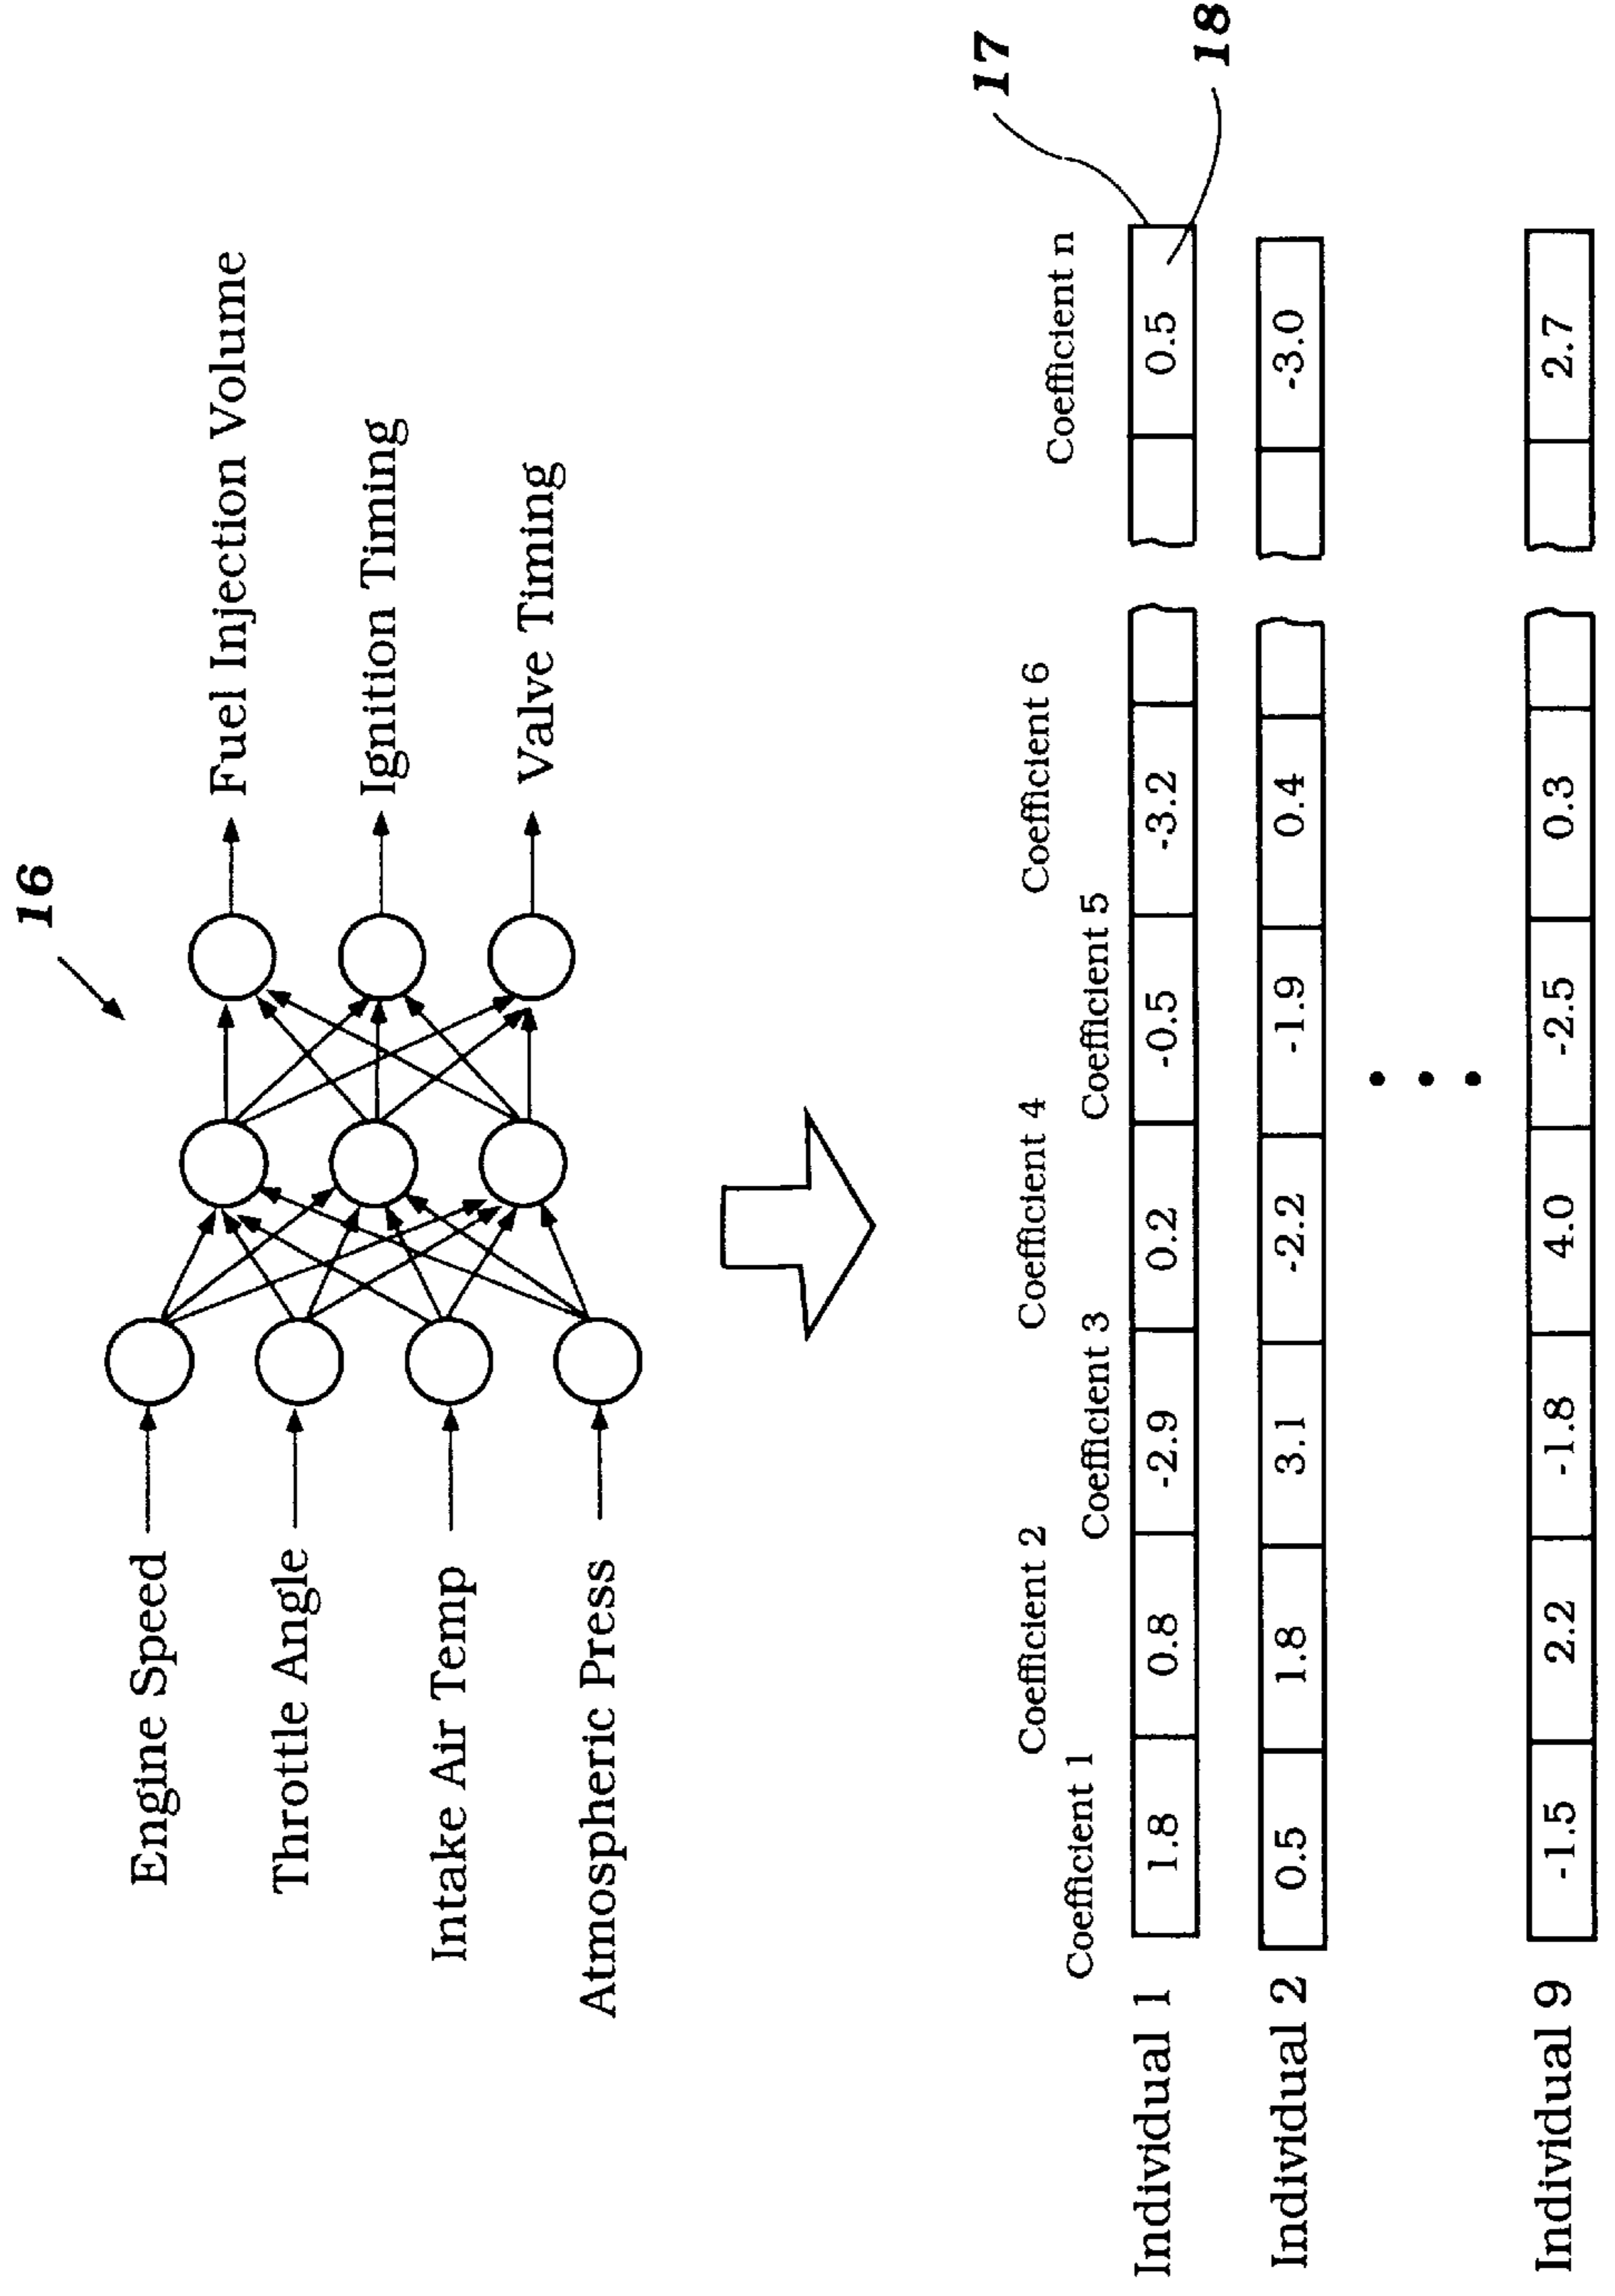 16
Engine Speed
Fuel Injection Volume
Throttle Angle
Ignition Timing
Intake Air Temp
Valve Timing
Atmospheric Press
17
18
Coefficient 1
Coefficient 2
Coefficient 3
Coefficient 4
Coefficient 5
Coefficient 6
Coefficient n
Individual 1 1.8 0.8 -2.9 0.2 -0.5 -3.2 0.5
Individual 2 0.5 1.8 3.1 -2.2 -1.9 0.4 -3.0
Individual 9 -1.5 2.2 -1.8 4.0 -2.5 0.3 2.7